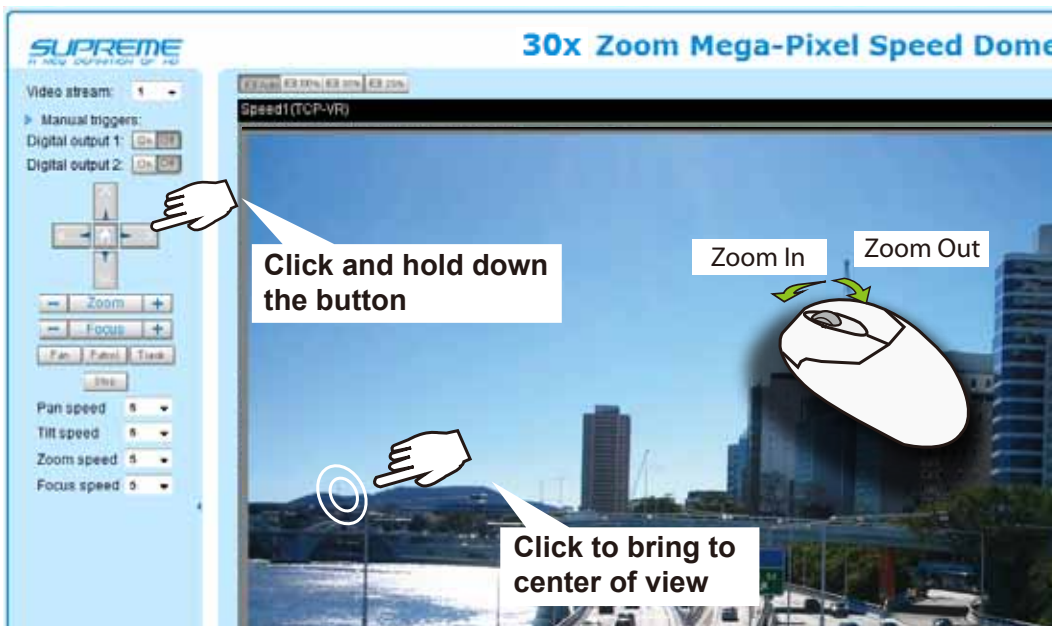 SUPREME
A NEW DEFINITION OF HD
30x Zoom Mega-Pixel Speed Dome
Video stream: 1
Manual triggers:
Digital output 1: On Off
Digital output 2: On Off
Speed1(TCP-VR)
Click and hold down
the button
Zoom In
Zoom Out
- Zoom +
- Focus +
Pan Patrol Track
Stop
Pan speed 5
Tilt speed 5
Zoom speed 5
Focus speed 5
Click to bring to
center of view